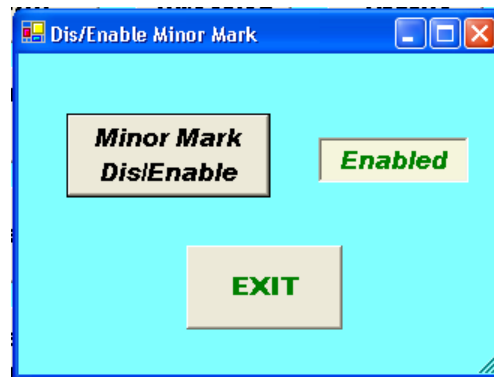 Dis/Enable Minor Mark
Minor Mark
Dis/Enable
Enabled
EXIT